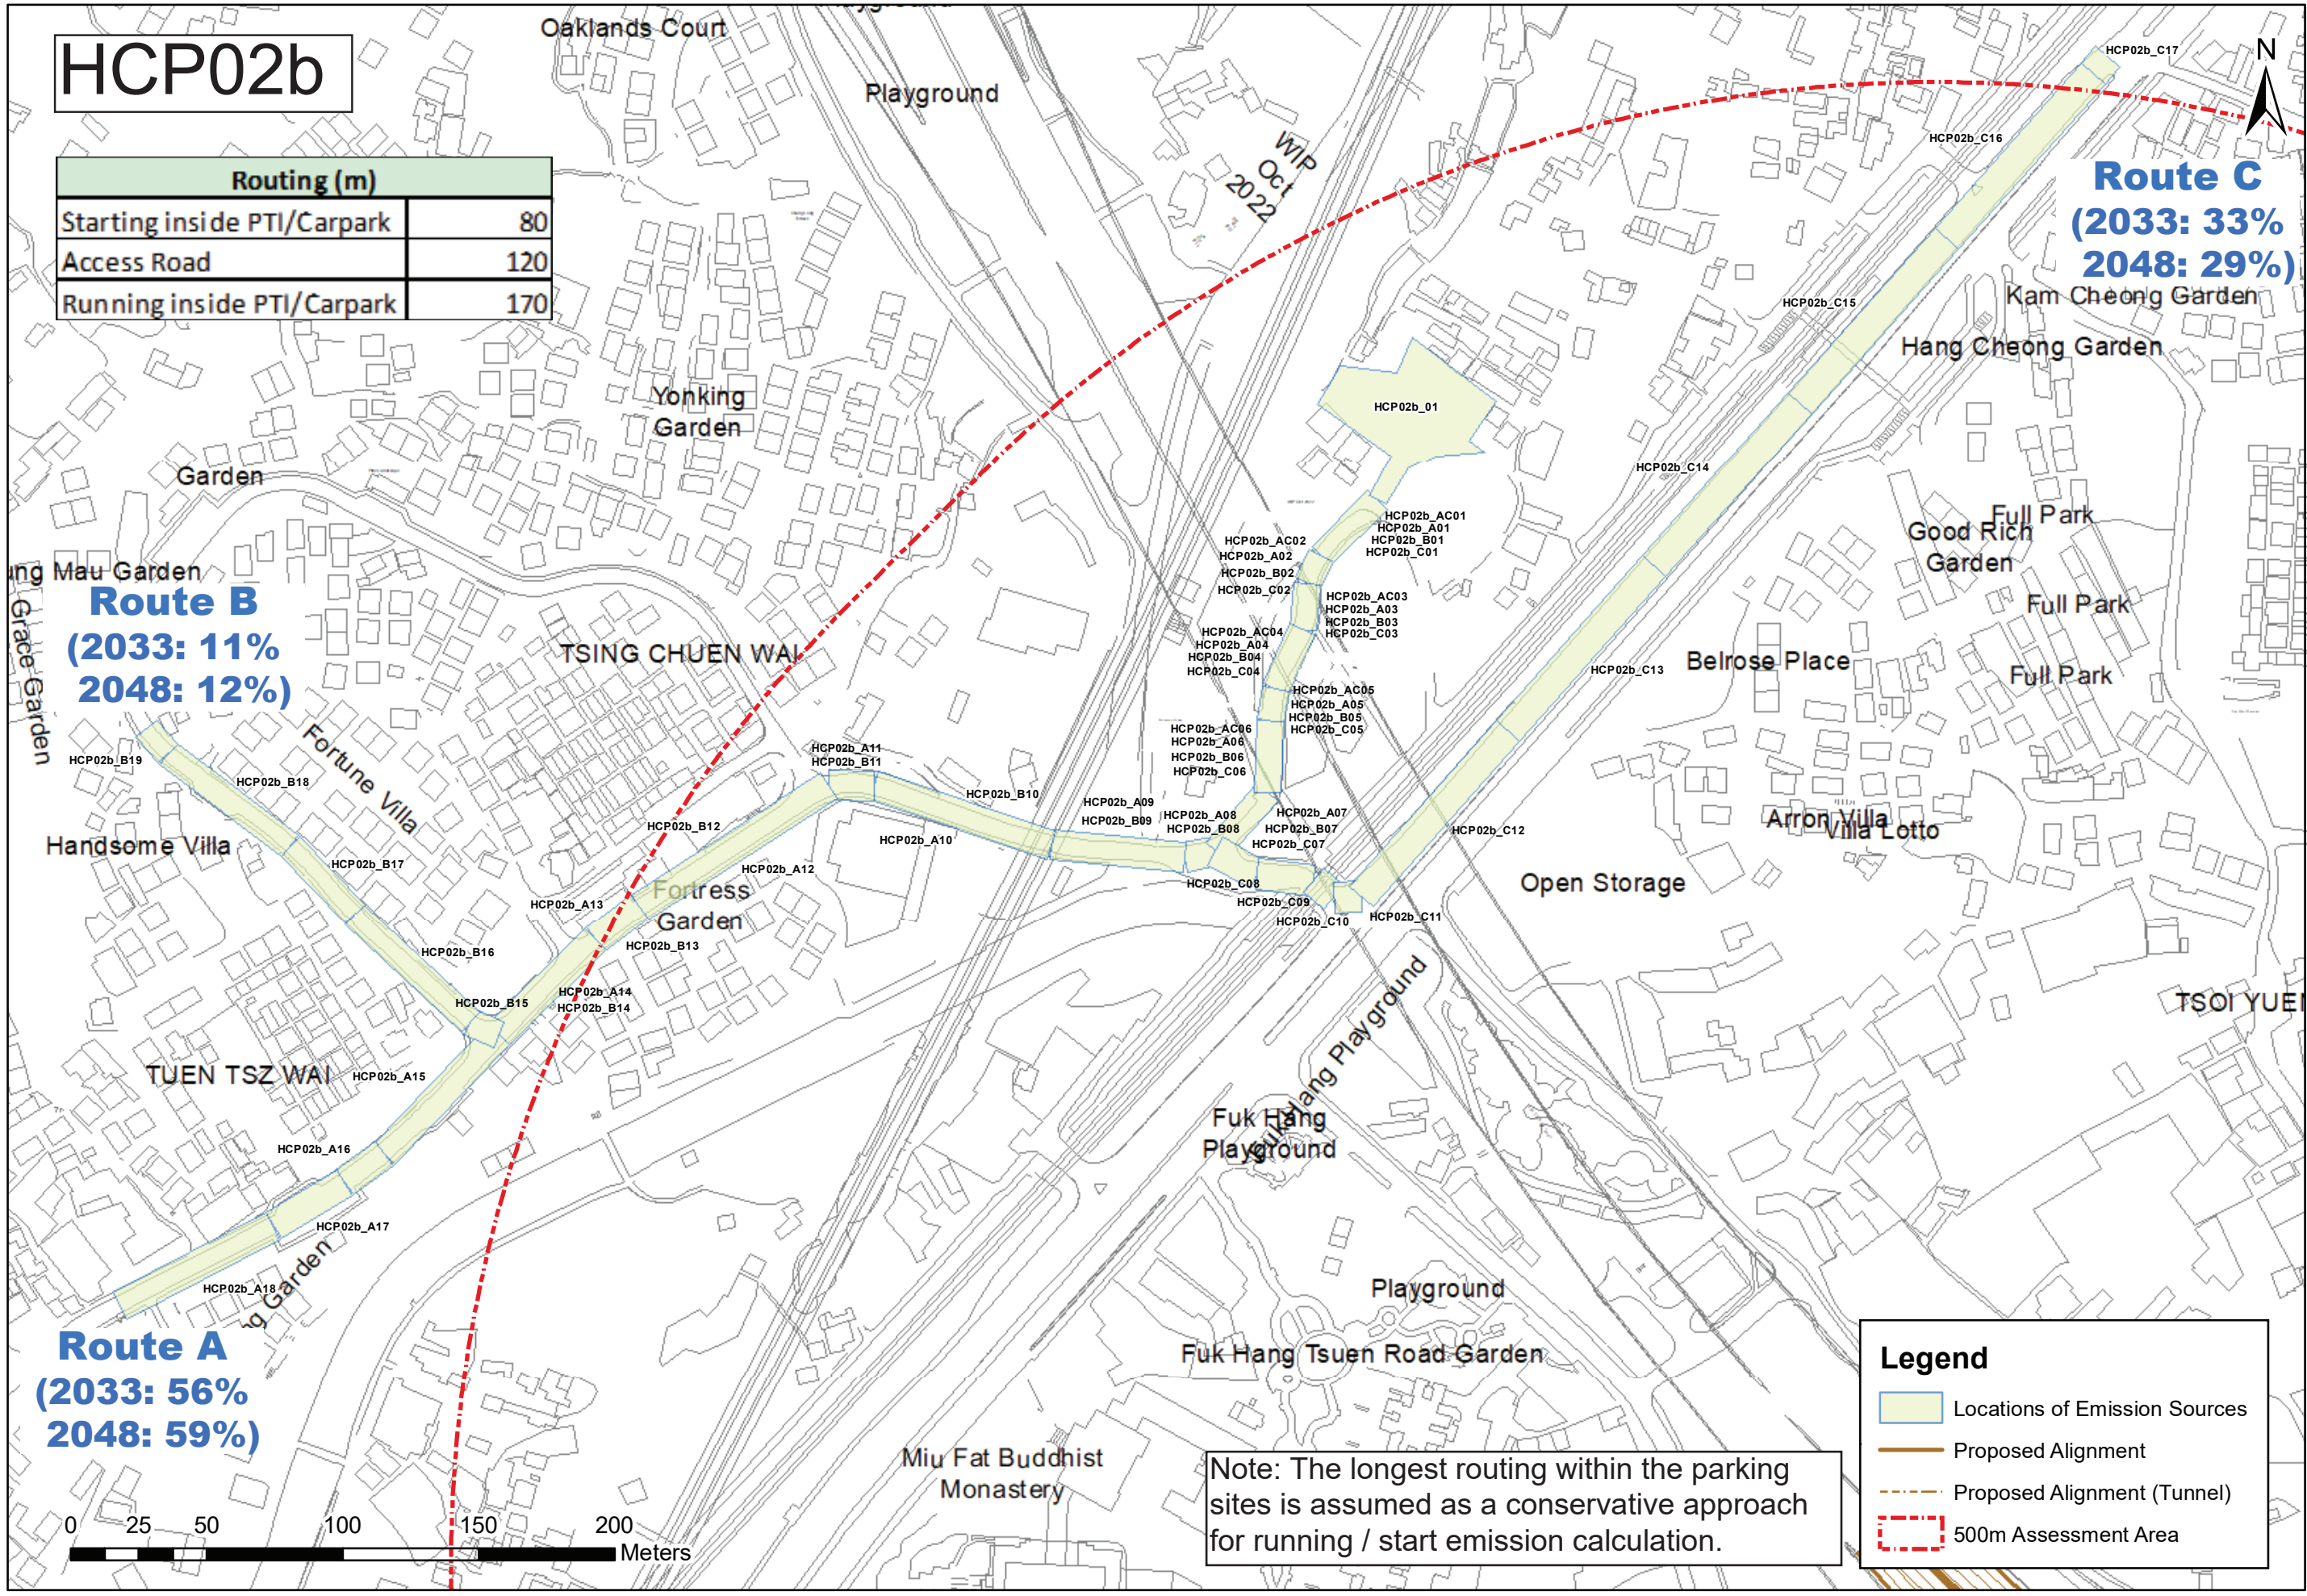 HCP02b
Oaklands Court
Playground
WIP
Oct
2022
N
HCP02b_C17
HCP02b_C16
Routing (m)
Starting inside PTI/Carpark 80
Access Road 120
Running inside PTI/Carpark 170
Route C
(2033: 33%
2048: 29%)
Kam Cheong Garden
HCP02b_C15
Hang Cheong Garden
Yonking
Garden
HCP02b_01
Garden
HCP02b_C14
Full Park
Good Rich
Garden
HCP02b_AC01
HCP02b_A01
HCP02b_B01
HCP02b_C01
HCP02b_AC02
HCP02b_A02
HCP02b_B02
HCP02b_C02
ung Mau Garden
Grace Garden
Route B
(2033: 11%
2048: 12%)
HCP02b_AC03
HCP02b_A03
HCP02b_B03
HCP02b_C03
Full Park
HCP02b_AC04
HCP02b_A04
HCP02b_B04
HCP02b_C04
TSING CHUEN WAI
HCP02b_C13
Belrose Place
Full Park
HCP02b_AC05
HCP02b_A05
HCP02b_B05
HCP02b_C05
HCP02b_AC06
HCP02b_A06
HCP02b_B06
HCP02b_C06
HCP02b_B19
HCP02b_B18
Fortune Villa
HCP02b_A11
HCP02b_B11
HCP02b_B10
HCP02b_A09
HCP02b_B09
HCP02b_A08
HCP02b_B08
HCP02b_A07
HCP02b_B07
HCP02b_C07
HCP02b_C12
Arron Villa
Villa Lotto
Handsome Villa
HCP02b_B12
HCP02b_A10
HCP02b_B17
HCP02b_A12
Fortress
Garden
HCP02b_C08
HCP02b_C09
HCP02b_C10
HCP02b_C11
Open Storage
HCP02b_A13
HCP02b_B13
HCP02b_B16
HCP02b_A14
HCP02b_B14
HCP02b_B15
TSOI YUEN
TUEN TSZ WAI
HCP02b_A15
Fuk Hang Playground
Fuk Hang
Playground
HCP02b_A16
HCP02b_A17
HCP02b_A18
ng Garden
Playground
Fuk Hang Tsuen Road Garden
Route A
(2033: 56%
2048: 59%)
Miu Fat Buddhist
Monastery
Note: The longest routing within the parking
sites is assumed as a conservative approach
for running / start emission calculation.
Legend
Locations of Emission Sources
Proposed Alignment
Proposed Alignment (Tunnel)
500m Assessment Area
0 25 50 100 150 200
Meters